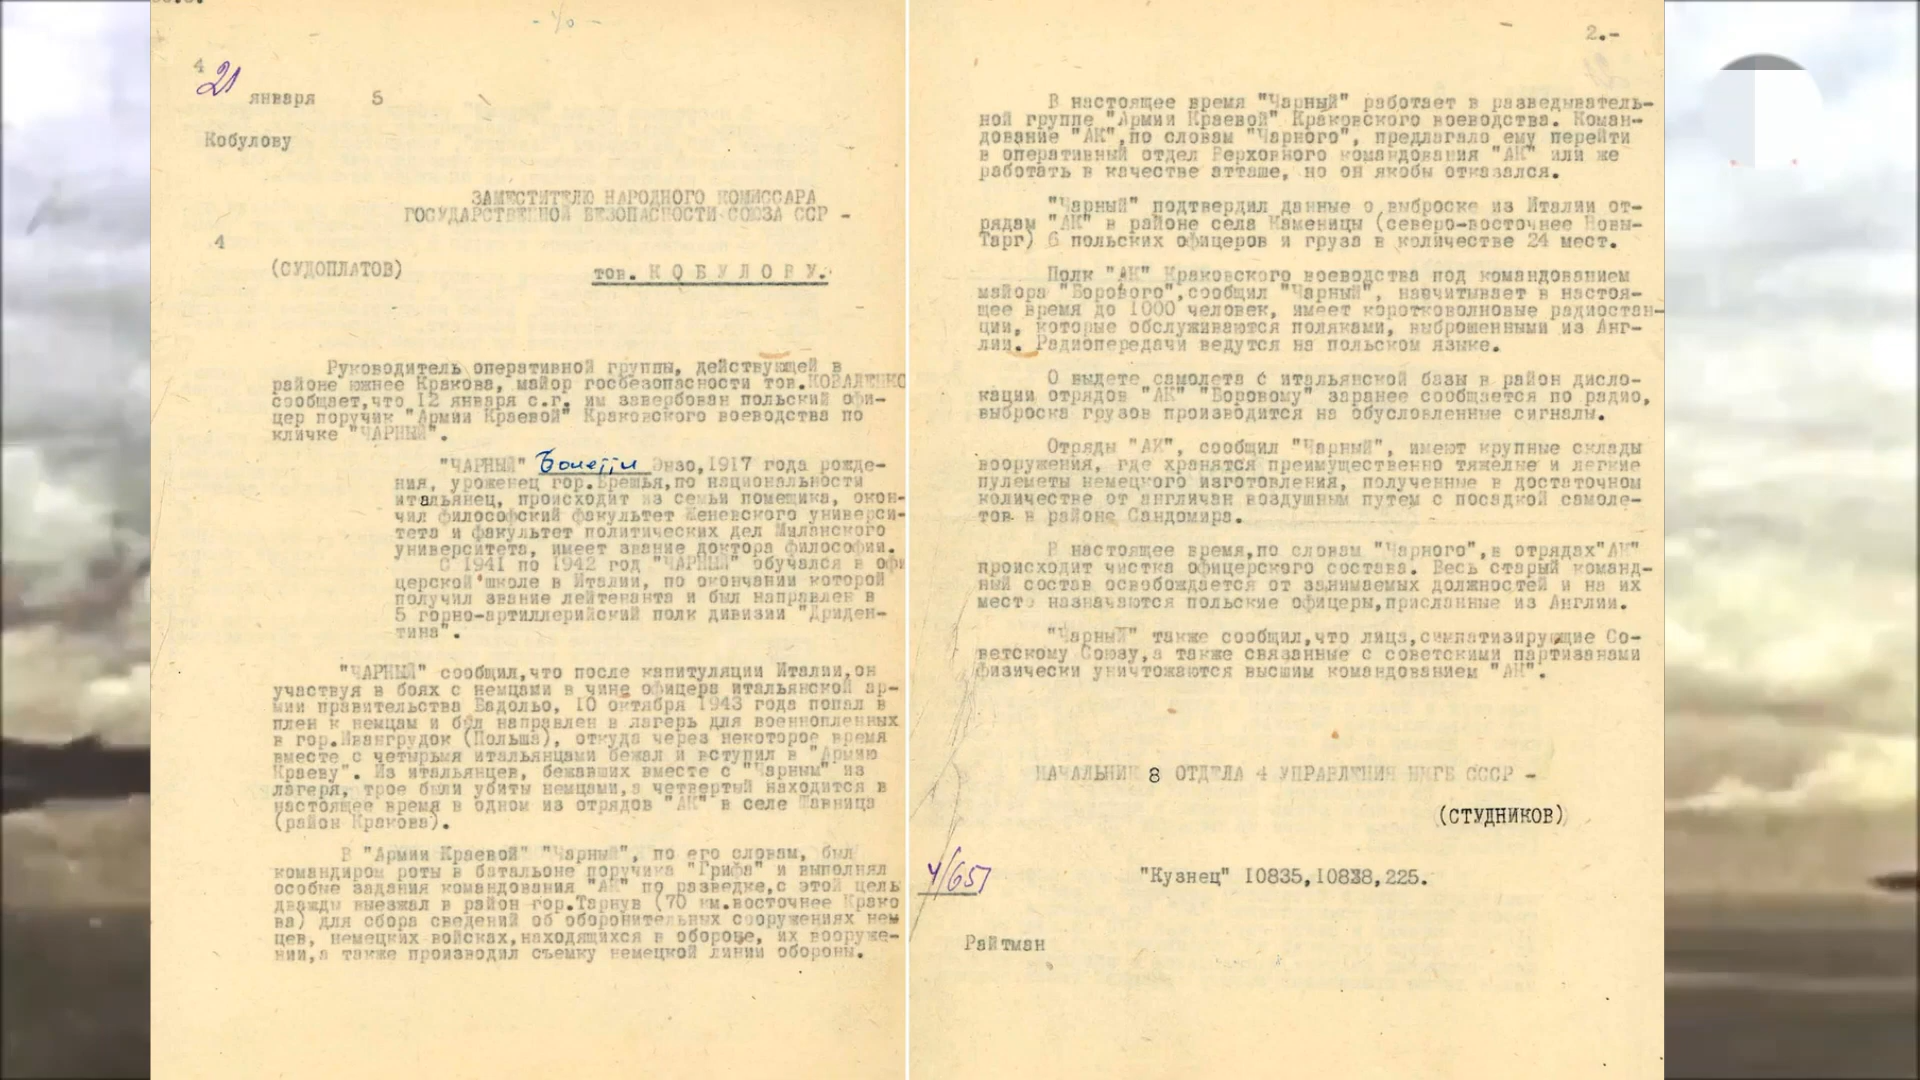 - 40 -
4
21
января 5
Кобулову
ЗАМЕСТИТЕЛЮ НАРОДНОГО КОМИССАРА
ГОСУДАРСТВЕННОЙ БЕЗОПАСНОСТИ СОЮЗА ССР -
4
(СУДОПЛАТОВ)
тов. К О Б У Л О В У.
Руководитель оперативной группы, действующей в
районе южнее Кракова, майор госбезопасности тов.КОВАЛЕНКО
сообщает,что 12 января с.г. им завербован польский офи-
цер поручик "Армии Краевой" Краковского воеводства по
кличке "ЧАРНЫЙ".
"ЧАРНЫЙ" Болетти Энзо,1917 года рожде-
ния, уроженец гор.Брешья,по национальности
итальянец, происходит из семьи помещика, окон-
чил философский факультет Женевского универси-
тета и факультет политических дел Миланского
университета, имеет звание доктора философии.
С 1941 по 1942 год "ЧАРНЫЙ" обучался в офи
церской школе в Италии, по окончании которой
получил звание лейтенанта и был направлен в
5 горно-артиллерийский полк дивизии "Дриден-
тина".
"ЧАРНЫЙ" сообщил,что после капитуляции Италии,он
участвуя в боях с немцами в чине офицера итальянской ар-
мии правительства Бадольо, 10 октября 1943 года попал в
плен к немцам и был направлен в лагерь для военнопленных
в гор.Ивангрудок (Польша), откуда через некоторое время
вместе с четырьмя итальянцами бежал и вступил в "Армию
Краеву". Из итальянцев, бежавших вместе с "Чарным" из
лагеря, трое были убиты немцами,а четвертый находится в
настоящее время в одном из отрядов "АК" в селе Шавница
(район Кракова).
В "Армии Краевой" "Чарный", по его словам, был
командиром роты в батальоне поручика "Грифа" и выполнял
особые задания командования "АК" по разведке,с этой цель
дважды выезжал в район гор.Тарнув (70 км.восточнее Крако
ва) для сбора сведений об оборонительных сооружениях нем
цев, немецких войсках,находящихся в обороне, их вооруже-
нии,а также производил съемку немецкой линии обороны.
2.-
В настоящее время "Чарный" работает в разведыватель-
ной группе "Армии Краевой" Краковского воеводства. Коман-
дование "АК",по словам "Чарного", предлагало ему перейти
в оперативный отдел Верховного командования "АК" или же
работать в качестве атташе, но он якобы отказался.
"Чарный" подтвердил данные о выброске из Италии от-
рядам "АК" в районе села Каменицы (северо-восточнее Новы-
Тарг) 6 польских офицеров и груза в количестве 24 мест.
Полк "АК" Краковского воеводства под командованием
майора "Борового",сообщил "Чарный", насчитывает в настоя-
щее время до 1000 человек, имеет коротковолновые радиостан-
ции, которые обслуживаются поляками, выброшенными из Анг-
лии. Радиопередачи ведутся на польском языке.
О вылете самолета с итальянской базы в район дисло-
кации отрядов "АК" "Боровому" заранее сообщается по радио,
выброска грузов производится на обусловленные сигналы.
Отряды "АК", сообщил "Чарный", имеют крупные склады
вооружения, где хранятся преимущественно тяжелые и легкие
пулеметы немецкого изготовления, полученные в достаточном
количестве от англичан воздушным путем с посадкой самоле-
тов в районе Сандомира.
В настоящее время,по словам "Чарного",в отрядах"АК"
происходит чистка офицерского состава. Весь старый команд-
ный состав освобождается от занимаемых должностей и на их
место назначаются польские офицеры,присланные из Англии.
"Чарный" также сообщил,что лица,симпатизирующие Со-
ветскому Союзу,а также связанные с советскими партизанами
физически уничтожаются высшим командованием "АК".
НАЧАЛЬНИК 8 ОТДЕЛА 4 УПРАВЛЕНИЯ НКГБ СССР -
(СТУДНИКОВ)
4/65
"Кузнец" 10835,10838,225.
Райтман